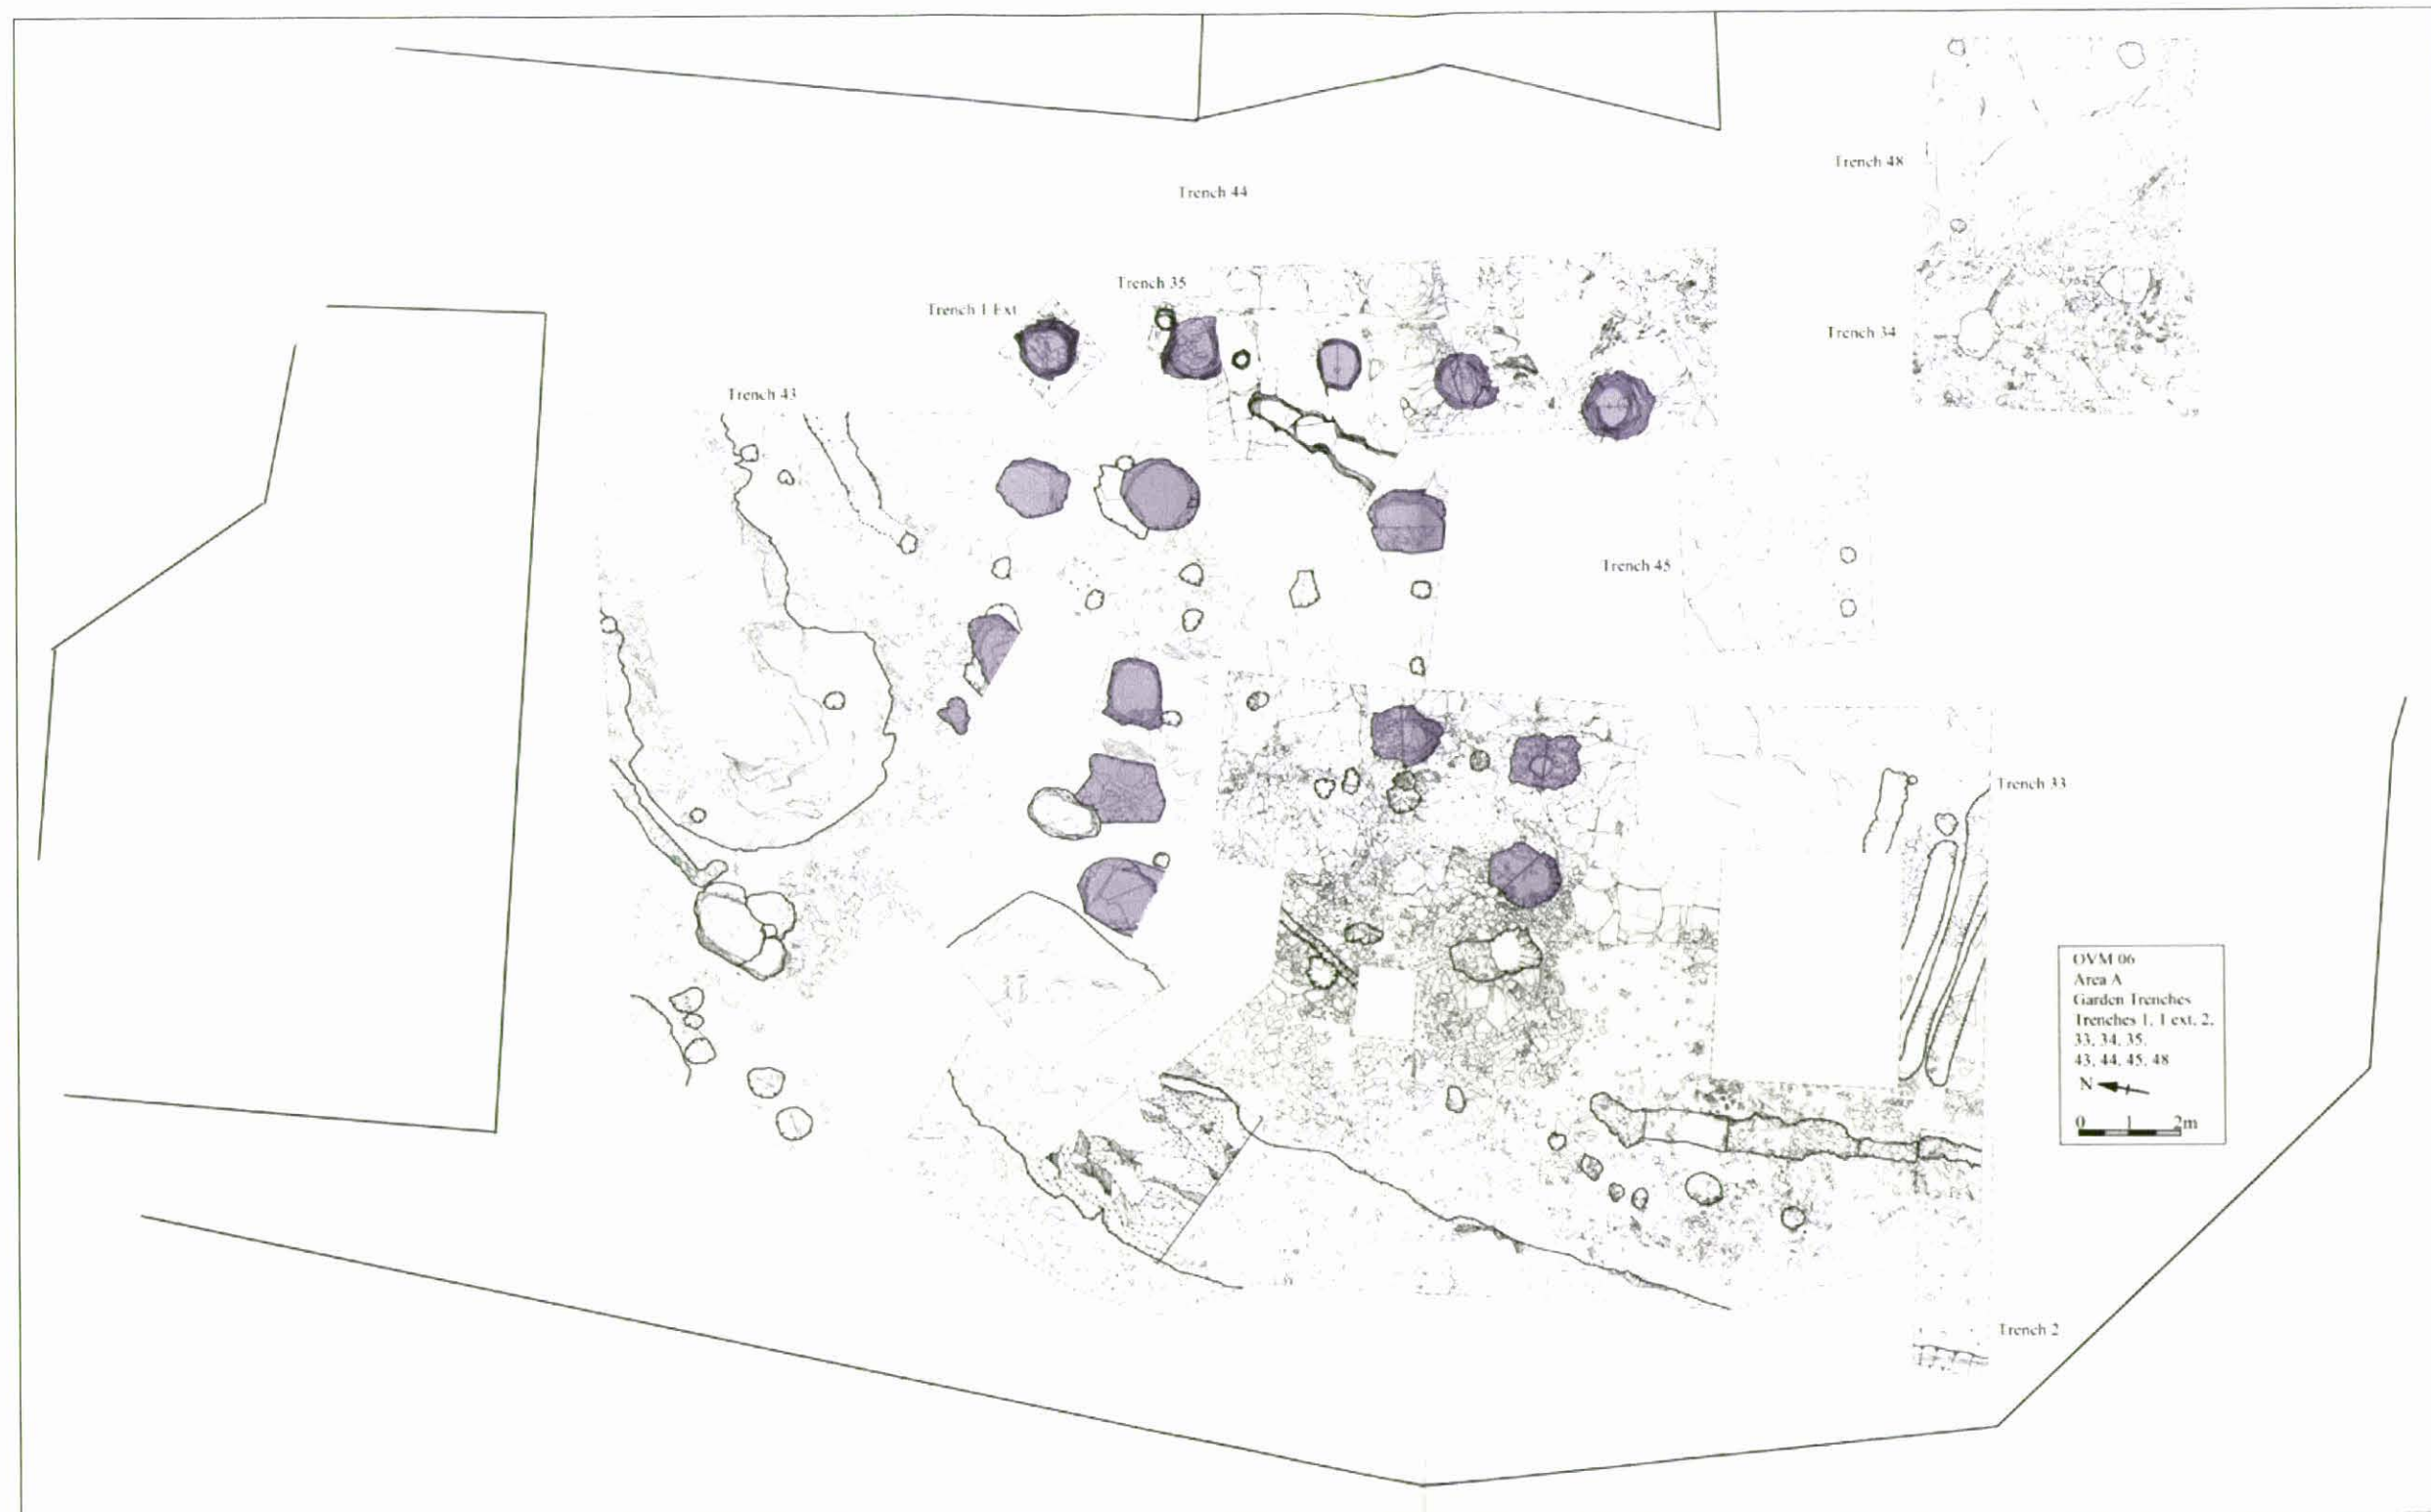 Trench 48
Trench 44
Trench 35
Trench 1 Ext
Trench 34
Trench 43
Trench 45
Trench 33
OVM 06
Area A
Garden Trenches
Trenches 1, 1 ext, 2,
33, 34, 35,
43, 44, 45, 48
N
0 2m
Trench 2